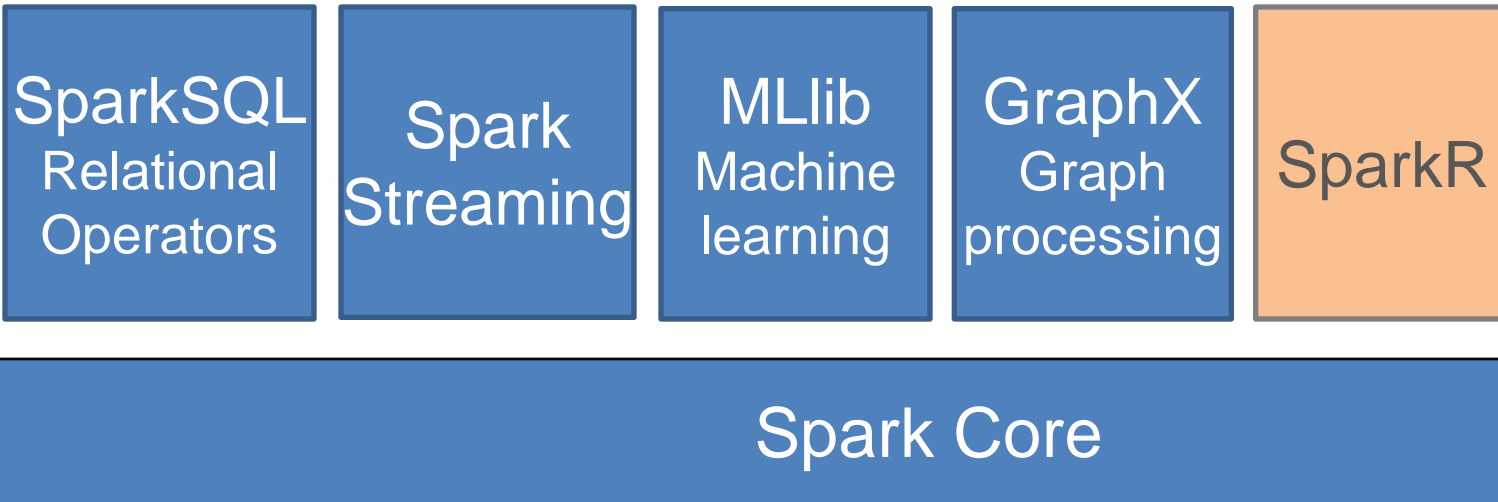 SparkSQL
Relational
Operators
Spark
Streaming
MLlib
Machine
learning
GraphX
Graph
processing
SparkR
Spark Core